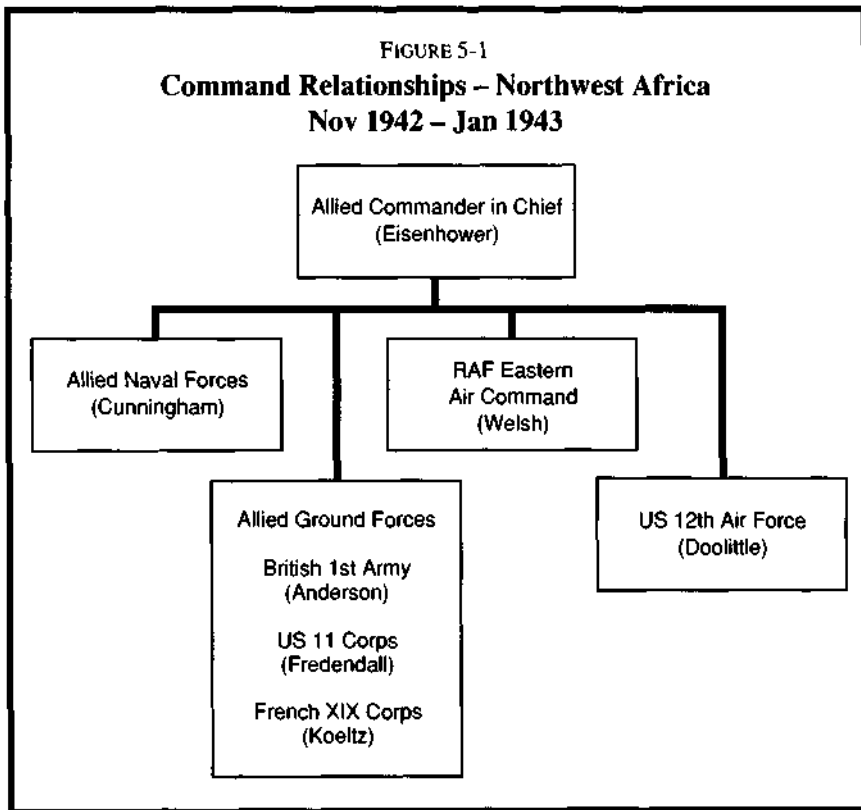 FIGURE 5-1
Command Relationships – Northwest Africa
Nov 1942 – Jan 1943
Allied Commander in Chief
(Eisenhower)
Allied Naval Forces
(Cunningham)
RAF Eastern
Air Command
(Welsh)
Allied Ground Forces
British 1st Army
(Anderson)
US 11 Corps
(Fredendall)
French XIX Corps
(Koeltz)
US 12th Air Force
(Doolittle)